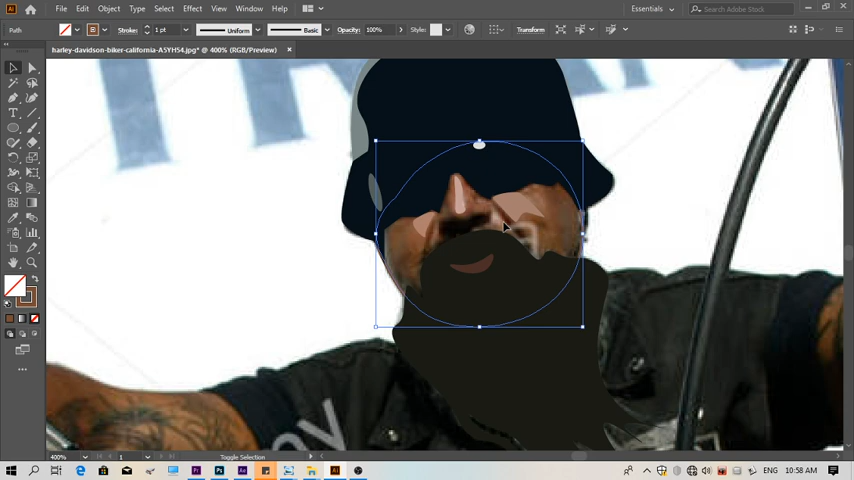 File Edit Object Type Select Effect View Window Help
Essentials
Search Adobe Stock
Path
Stroke:
1 pt
Uniform
Basic
Opacity:
100%
Style:
Transform
harley-davidson-biker-california-A5YH54.jpg* @ 400% (RGB/Preview)
400%
1
Toggle Selection
ENG
10:58 AM